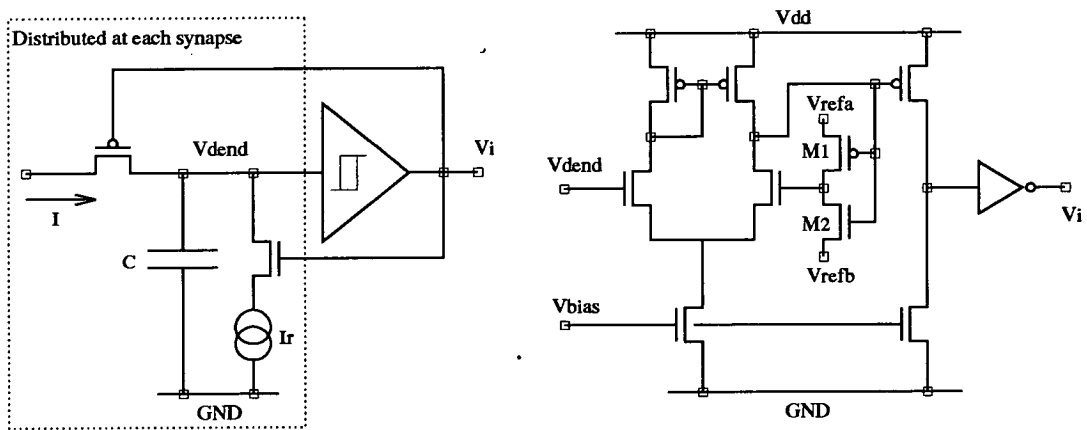 Distributed at each synapse
Vdend
Vi
I
C
Ir
GND
Vdd
Vrefa
M1
Vdend
M2
Vi
Vrefb
Vbias
GND